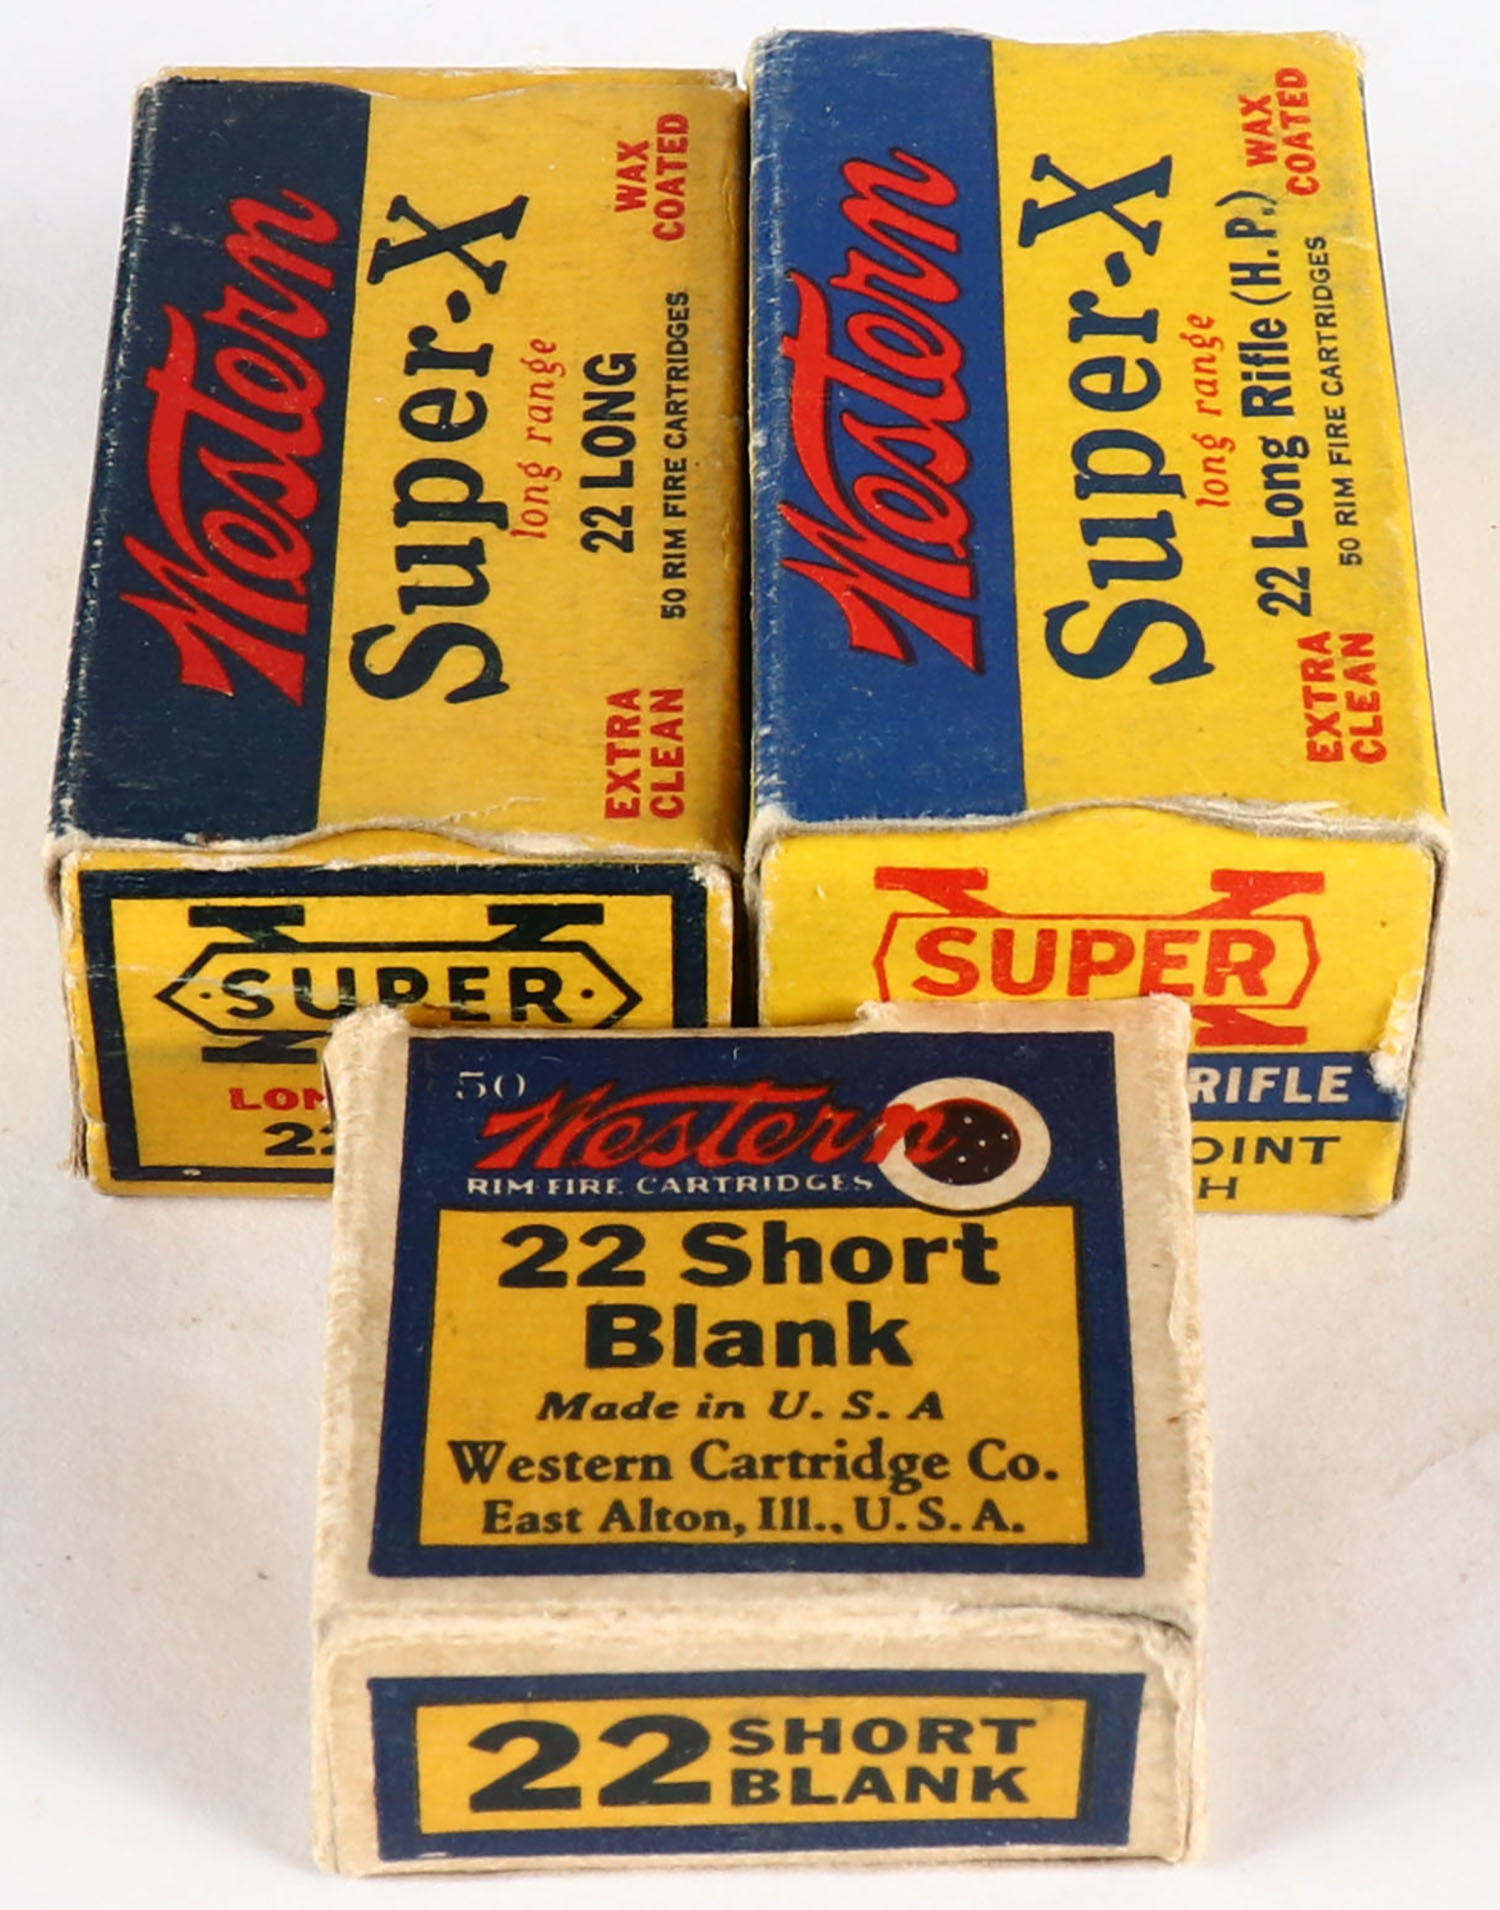 Western
Super-X
long range
22 LONG
50 RIM FIRE CARTRIDGES
EXTRA
CLEAN
WAX
COATED
·SUPER·
22
Western
Super-X
long range
22 Long Rifle (H.P.)
50 RIM FIRE CARTRIDGES
EXTRA
CLEAN
WAX
COATED
SUPER
RIFLE
50
Western
RIM FIRE CARTRIDGES
22 Short
Blank
Made in U. S. A
Western Cartridge Co.
East Alton, Ill., U. S. A.
22 SHORT
BLANK